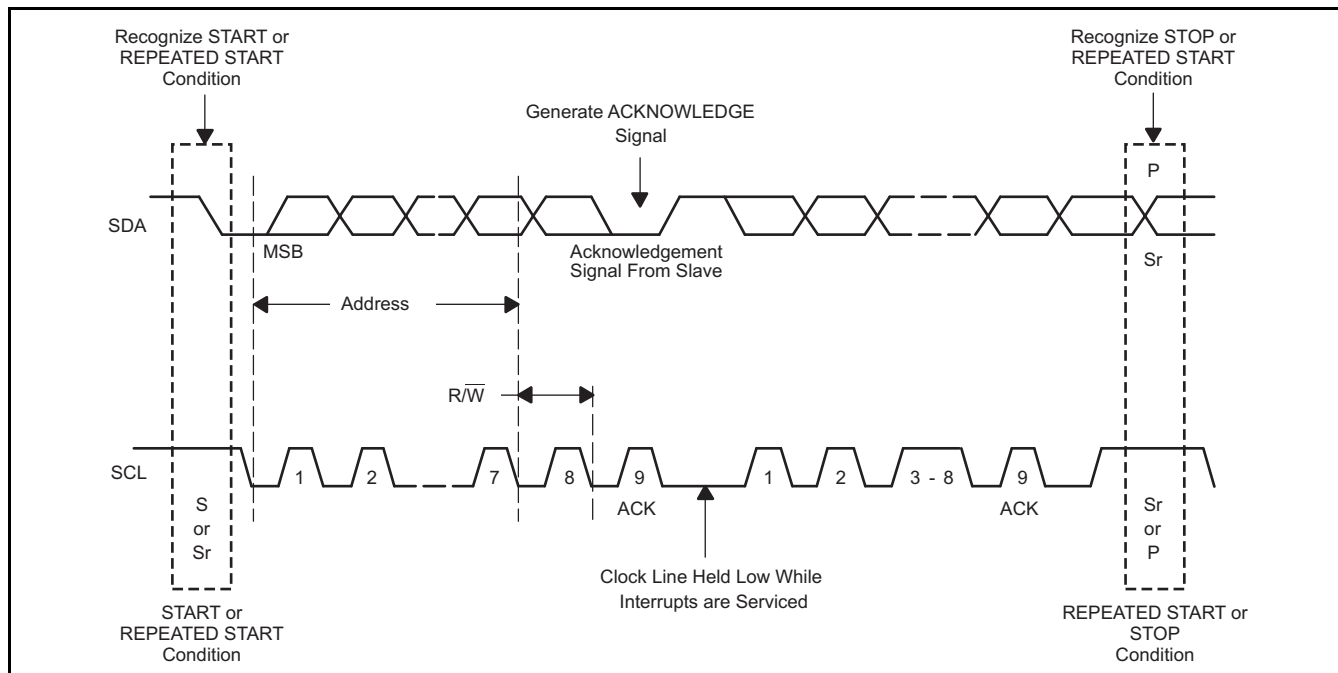 Recognize START or
REPEATED START
Condition
Recognize STOP or
REPEATED START
Condition
Generate ACKNOWLEDGE
Signal
P
SDA
MSB
Acknowledgement
Signal From Slave
Sr
Address
R/W̅
SCL
1
2
7
8
9
1
2
3 - 8
9
ACK
ACK
S
or
Sr
Sr
or
P
Clock Line Held Low While
Interrupts are Serviced
START or
REPEATED START
Condition
REPEATED START or
STOP
Condition